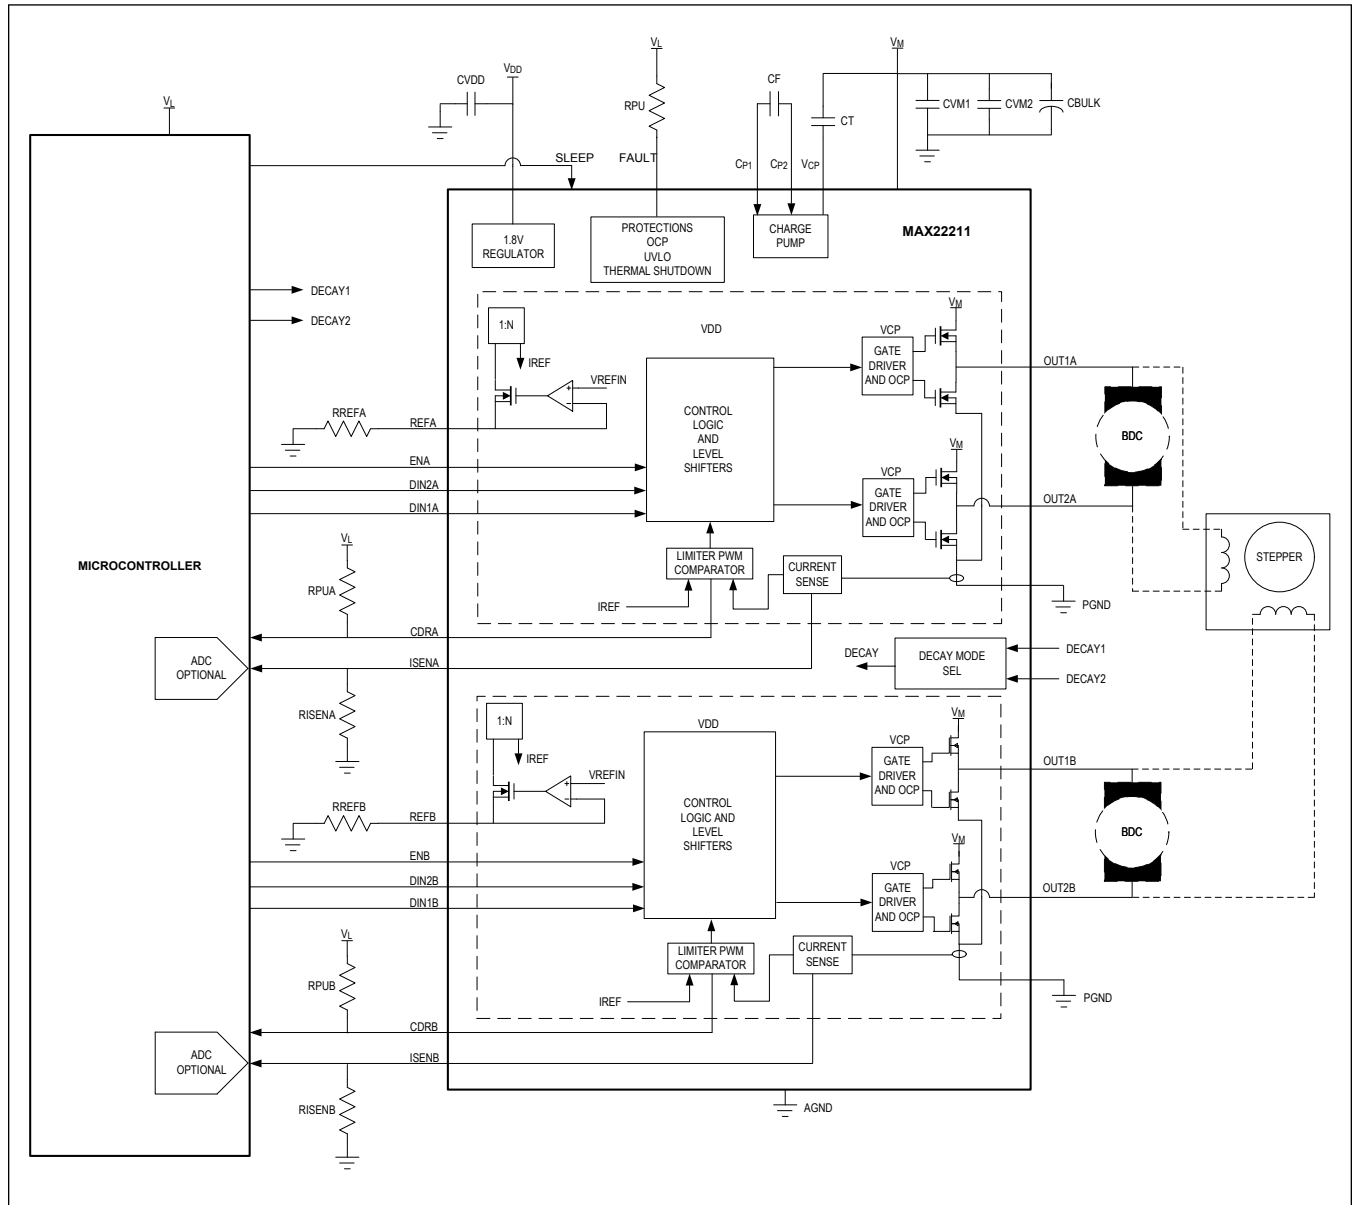 VL
VDD
CVDD
VL
RPU
SLEEP
FAULT
CF
CP1
CP2
VCP
CT
VM
CVM1
CVM2
CBULK
MICROCONTROLLER
MAX22211
1.8V
REGULATOR
PROTECTIONS
OCP
UVLO
THERMAL SHUTDOWN
CHARGE
PUMP
DECAY1
DECAY2
1:N
IREF
VREFIN
VDD
CONTROL
LOGIC
AND
LEVEL
SHIFTERS
VCP
GATE
DRIVER
AND OCP
VM
OUT1A
BDC
RREFA
REFA
ENA
DIN2A
DIN1A
VCP
GATE
DRIVER
AND OCP
VM
OUT2A
STEPPER
VL
RPUA
LIMITER PWM
COMPARATOR
CURRENT
SENSE
IREF
PGND
CDRA
ADC
OPTIONAL
ISENA
RISENA
DECAY
DECAY MODE
SEL
DECAY1
DECAY2
1:N
IREF
VREFIN
VDD
CONTROL
LOGIC AND
LEVEL
SHIFTERS
VCP
GATE
DRIVER
AND OCP
VM
OUT1B
BDC
RREFB
REFB
ENB
DIN2B
DIN1B
VCP
GATE
DRIVER
AND OCP
VM
OUT2B
VL
RPUB
LIMITER PWM
COMPARATOR
CURRENT
SENSE
IREF
PGND
CDRB
ADC
OPTIONAL
ISENB
RISENB
AGND